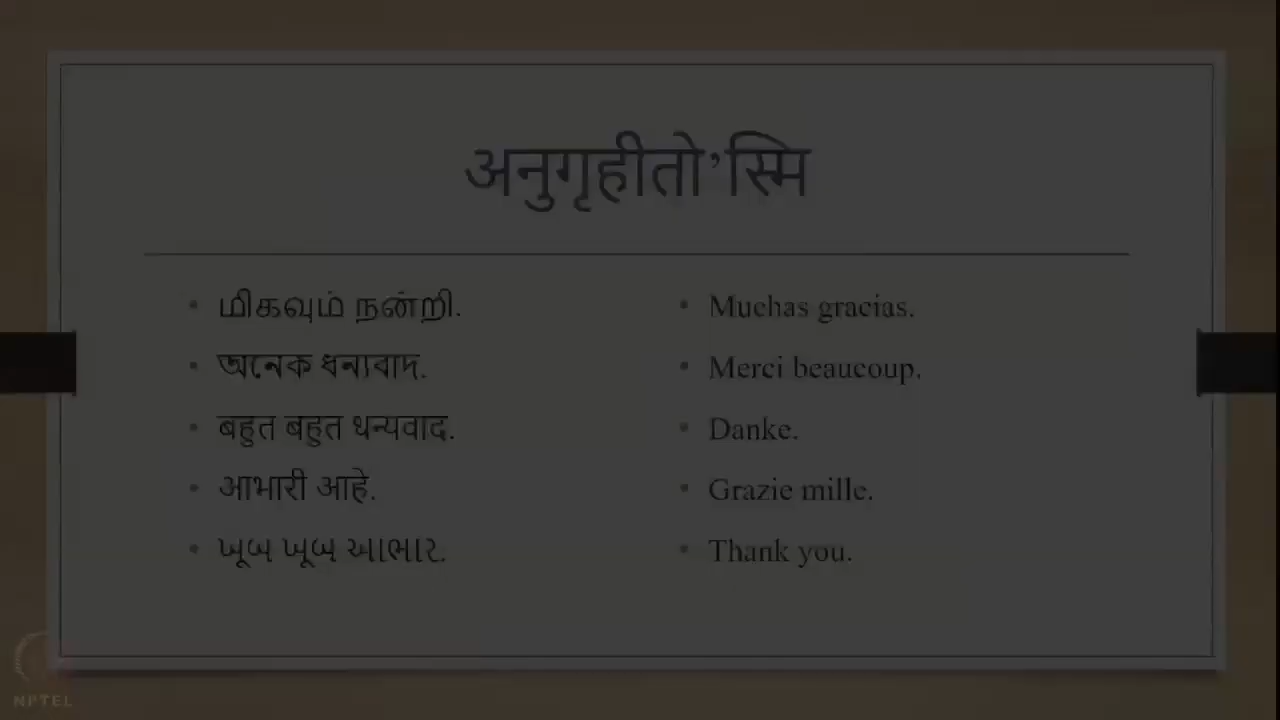 अनुगृहीतो’स्मि
மிகவும் நன்றி.
অনেক ধন্যবাদ.
बहुत बहुत धन्यवाद.
आभारी आहे.
ખૂબ ખૂબ આભાર.
Muchas gracias.
Merci beaucoup.
Danke.
Grazie mille.
Thank you.
NPTEL